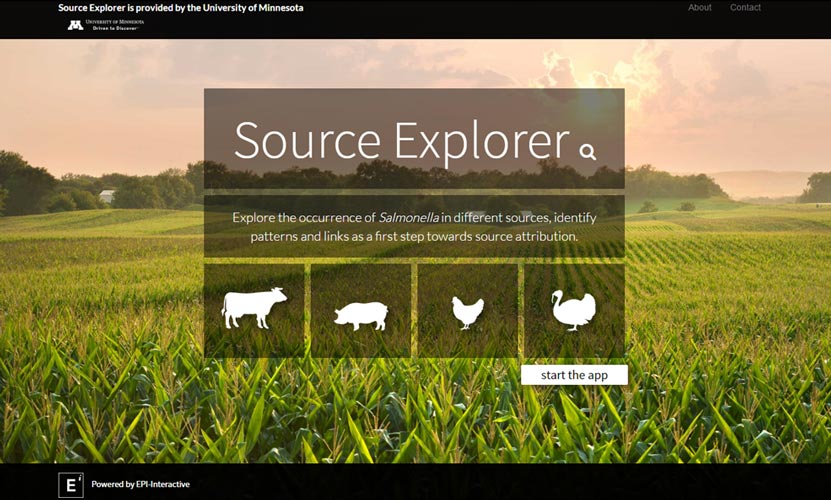 Source Explorer is provided by the University of Minnesota
About Contact
UNIVERSITY OF MINNESOTA
Driven to Discover
Source Explorer
Explore the occurrence of Salmonella in different sources, identify
patterns and links as a first step towards source attribution.
start the app
E i Powered by EPI-Interactive